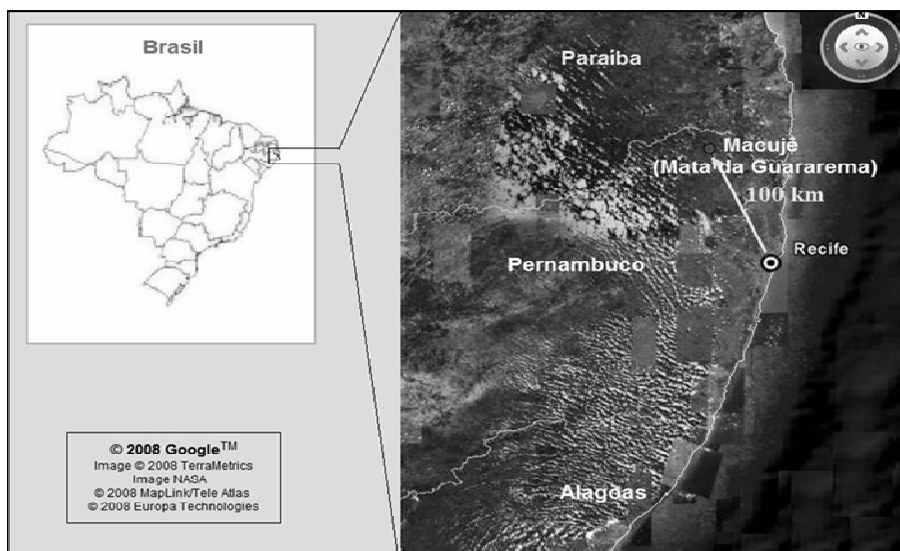 Brasil
N
Paraiba
Macujê
(Mata da Guararema)
100 km
Recife
Pernambuco
Alagoas
© 2008 Google™
Image © 2008 TerraMetrics
Image NASA
© 2008 MapLink/Tele Atlas
© 2008 Europa Technologies